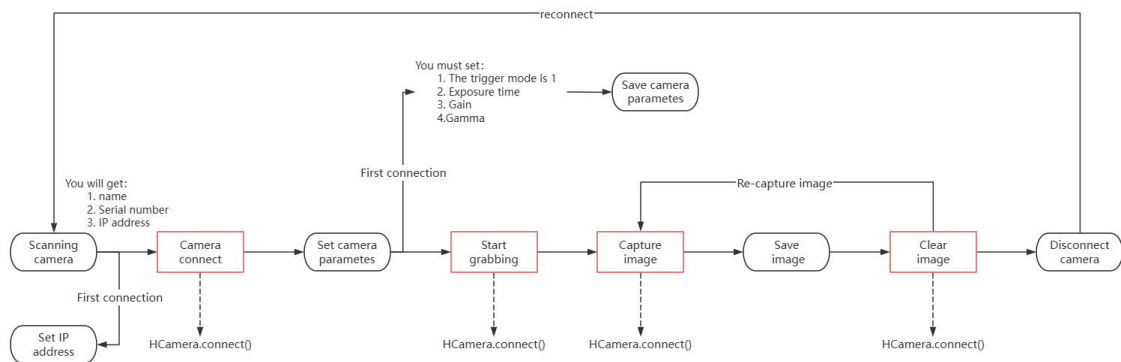 reconnect
You must set:
1. The trigger mode is 1
2. Exposure time
3. Gain
4.Gamma
Save camera
parametes
First connection
Re-capture image
You will get:
1. name
2. Serial number
3. IP address
Scanning
camera
Camera
connect
Set camera
parametes
Start
grabbing
Capture
image
Save
image
Clear
image
Disconnect
camera
First connection
Set IP
address
HCamera.connect()
HCamera.connect()
HCamera.connect()
HCamera.connect()